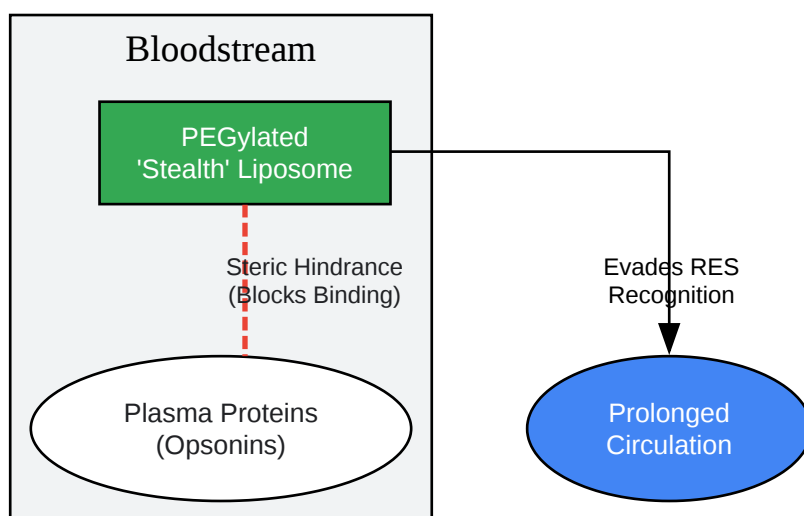 Bloodstream
PEGylated
'Stealth' Liposome
Steric Hindrance
(Blocks Binding)
Evades RES
Recognition
Plasma Proteins
(Opsonins)
Prolonged
Circulation